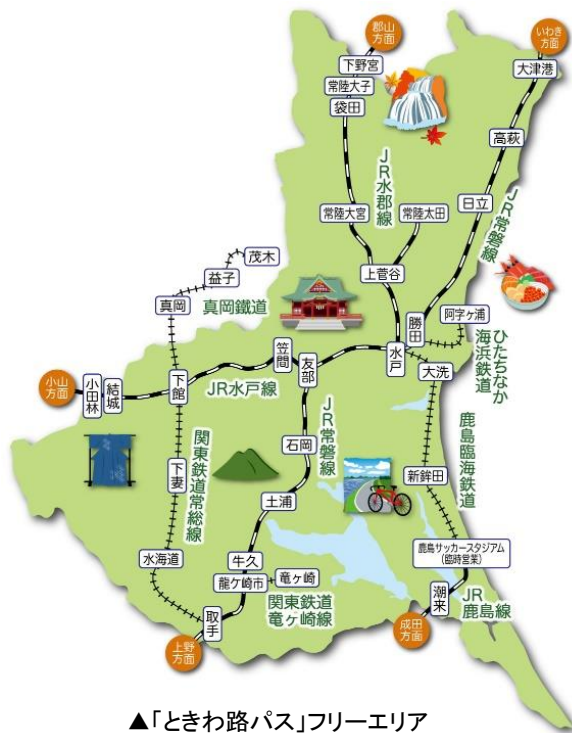 郡山
方面
いわき
方面
下野宮
常陸大子
袋田
大津港
高萩
JR水郡線
日立
JR常磐線
常陸大宮
常陸太田
上菅谷
茂木
益子
真岡
真岡鐵道
阿字ヶ浦
勝田
ひたちなか
海浜鉄道
水戸
大洗
笠間
友部
小山
方面
小田林
結城
下館
JR水戸線
JR常磐線
石岡
鹿島臨海鉄道
関東鉄道常総線
下妻
新鉾田
土浦
水海道
牛久
龍ケ崎市
竜ヶ崎
関東鉄道
竜ヶ崎線
鹿島サッカースタジアム
(臨時営業)
潮来
JR
鹿島線
取手
上野
方面
成田
方面
▲「ときわ路パス」フリーエリア